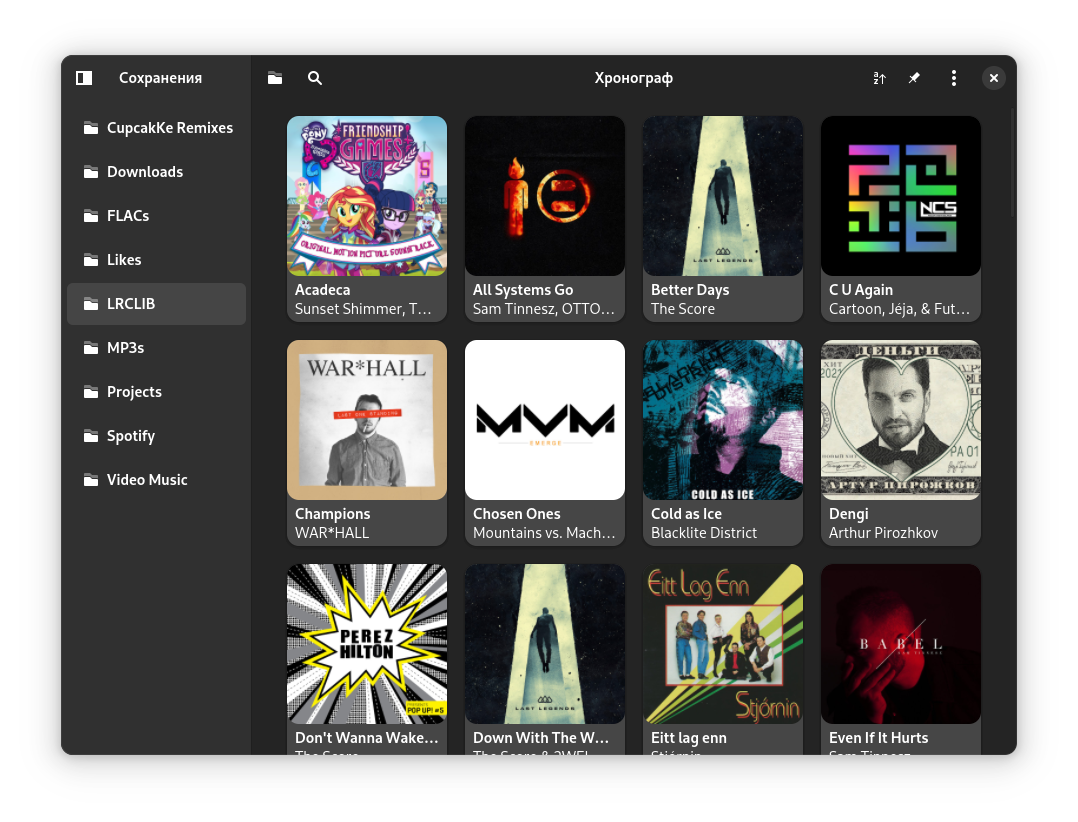 Сохранения
Хронограф
CupcakKe Remixes
Downloads
FLACs
Likes
LRCLIB
MP3s
Projects
Spotify
Video Music
FRIENDSHIP
GAMES
ORIGINAL MOTION PICTURE SOUNDTRACK
Acadeca
Sunset Shimmer, T…
All Systems Go
Sam Tinnesz, OTTO…
LAST LEGENDS
Better Days
The Score
NCS
C U Again
Cartoon, Jéja, & Fut…
WAR*HALL
LAST ONE STANDING
Champions
WAR*HALL
MVM
EMERGE
Chosen Ones
Mountains vs. Mach…
COLD AS ICE
Cold as Ice
Blacklite District
ДЕНЬГИ
ХИТ
2021
РА 01
АРТУР ПИРОЖКОВ
Dengi
Arthur Pirozhkov
PEREZ
HILTON
POP UP! #5
Don't Wanna Wake…
The Score
LAST LEGENDS
Down With The W…
The Score & 2WEI
Eitt Lag Enn
Stjórnin
Eitt lag enn
Stjórnin
BABEL
SAM TINNESZ
Even If It Hurts
Sam Tinnesz